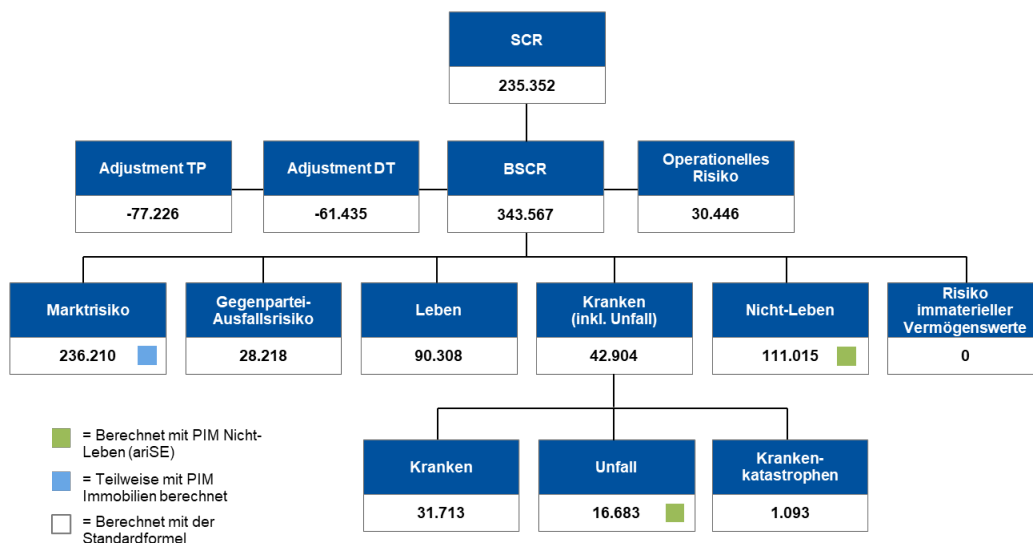 SCR
235.352
Adjustment TP
-77.226
Adjustment DT
-61.435
BSCR
343.567
Operationelles
Risiko
30.446
Marktrisiko
236.210
Gegenpartei-
Ausfallsrisiko
28.218
Leben
90.308
Kranken
(inkl. Unfall)
42.904
Nicht-Leben
111.015
Risiko
immaterieller
Vermögenswerte
0
Kranken
31.713
Unfall
16.683
Kranken-
katastrophen
1.093
= Berechnet mit PIM Nicht-
Leben (ariSE)
= Teilweise mit PIM
Immobilien berechnet
= Berechnet mit der
Standardformel